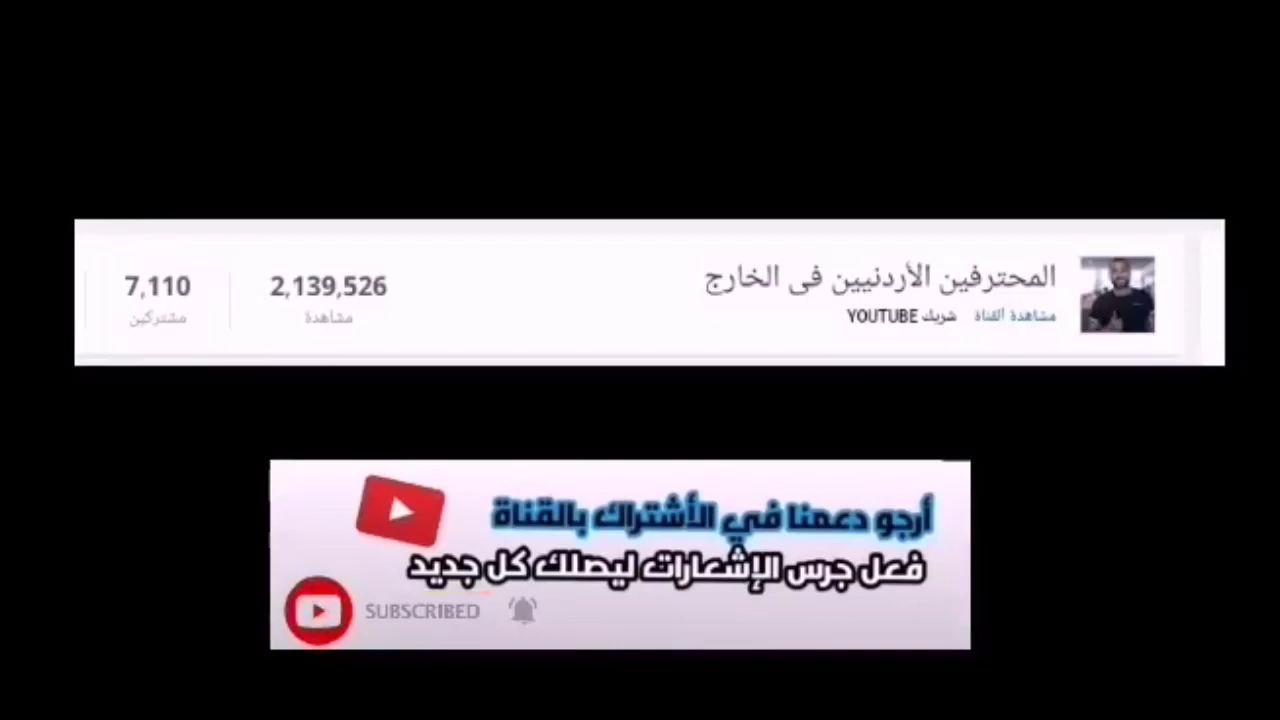 المحترفين الأردنيين فى الخارج
مشاهدة القناة شريك YOUTUBE
2,139,526
مشاهدة
7,110
مشتركين
أرجو دعمنا في الأشتراك بالقناة
فعل جرس الإشعارات ليصلك كل جديد
SUBSCRIBED